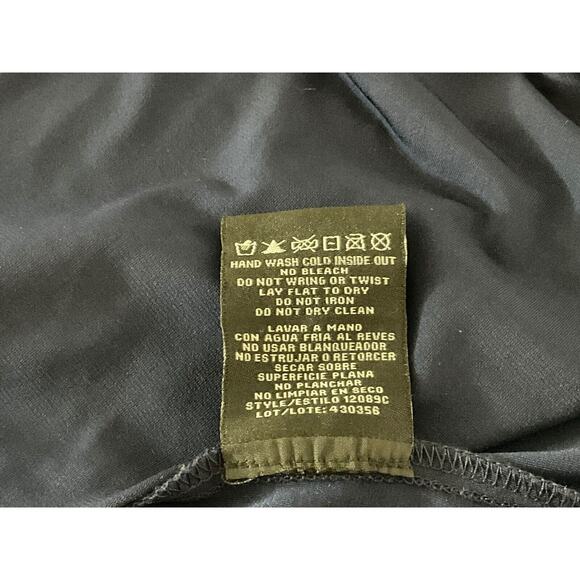 HAND WASH COLD INSIDE OUT
NO BLEACH
DO NOT WRING OR TWIST
LAY FLAT TO DRY
DO NOT IRON
DO NOT DRY CLEAN
LAVAR A MANO
CON AGUA FRIA AL REVES
NO USAR BLANQUEADOR
NO ESTRUJAR O RETORCER
SECAR SOBRE
SUPERFICIE PLANA
NO PLANCHAR
NO LIMPIAR EN SECO
STYLE/ESTILO 12089C
LOT/LOTE: 430356